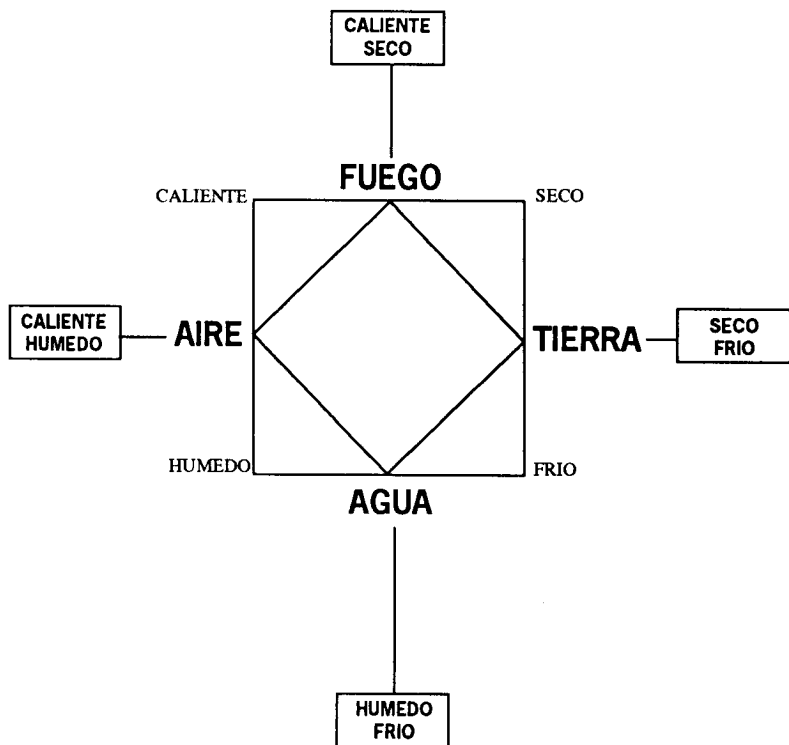 CALIENTE
SECO
FUEGO
CALIENTE
SECO
CALIENTE
HUMEDO
AIRE
TIERRA
SECO
FRIO
HUMEDO
FRIO
AGUA
HUMEDO
FRIO